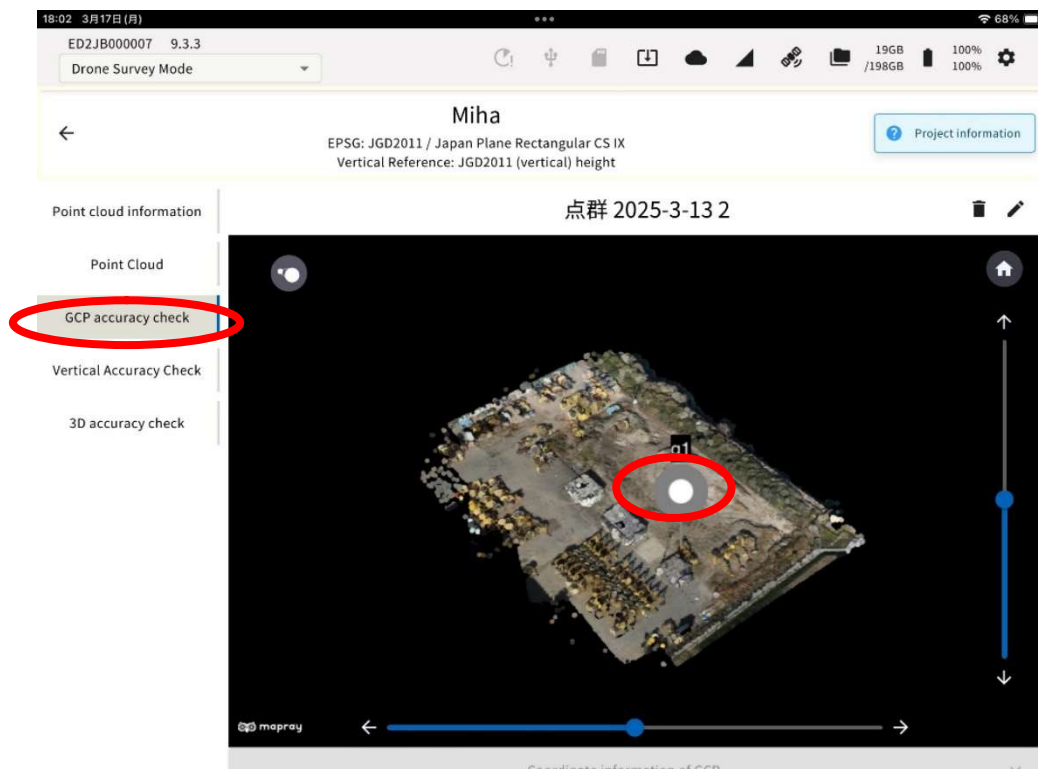 18:02 3月17日(月)
68%
ED2JB000007 9.3.3
Drone Survey Mode
19GB
/198GB
100%
100%
Miha
EPSG: JGD2011 / Japan Plane Rectangular CS IX
Vertical Reference: JGD2011 (vertical) height
Project information
Point cloud information
点群 2025-3-13 2
Point Cloud
GCP accuracy check
Vertical Accuracy Check
3D accuracy check
g1
mapray
Coordinate information of GCP